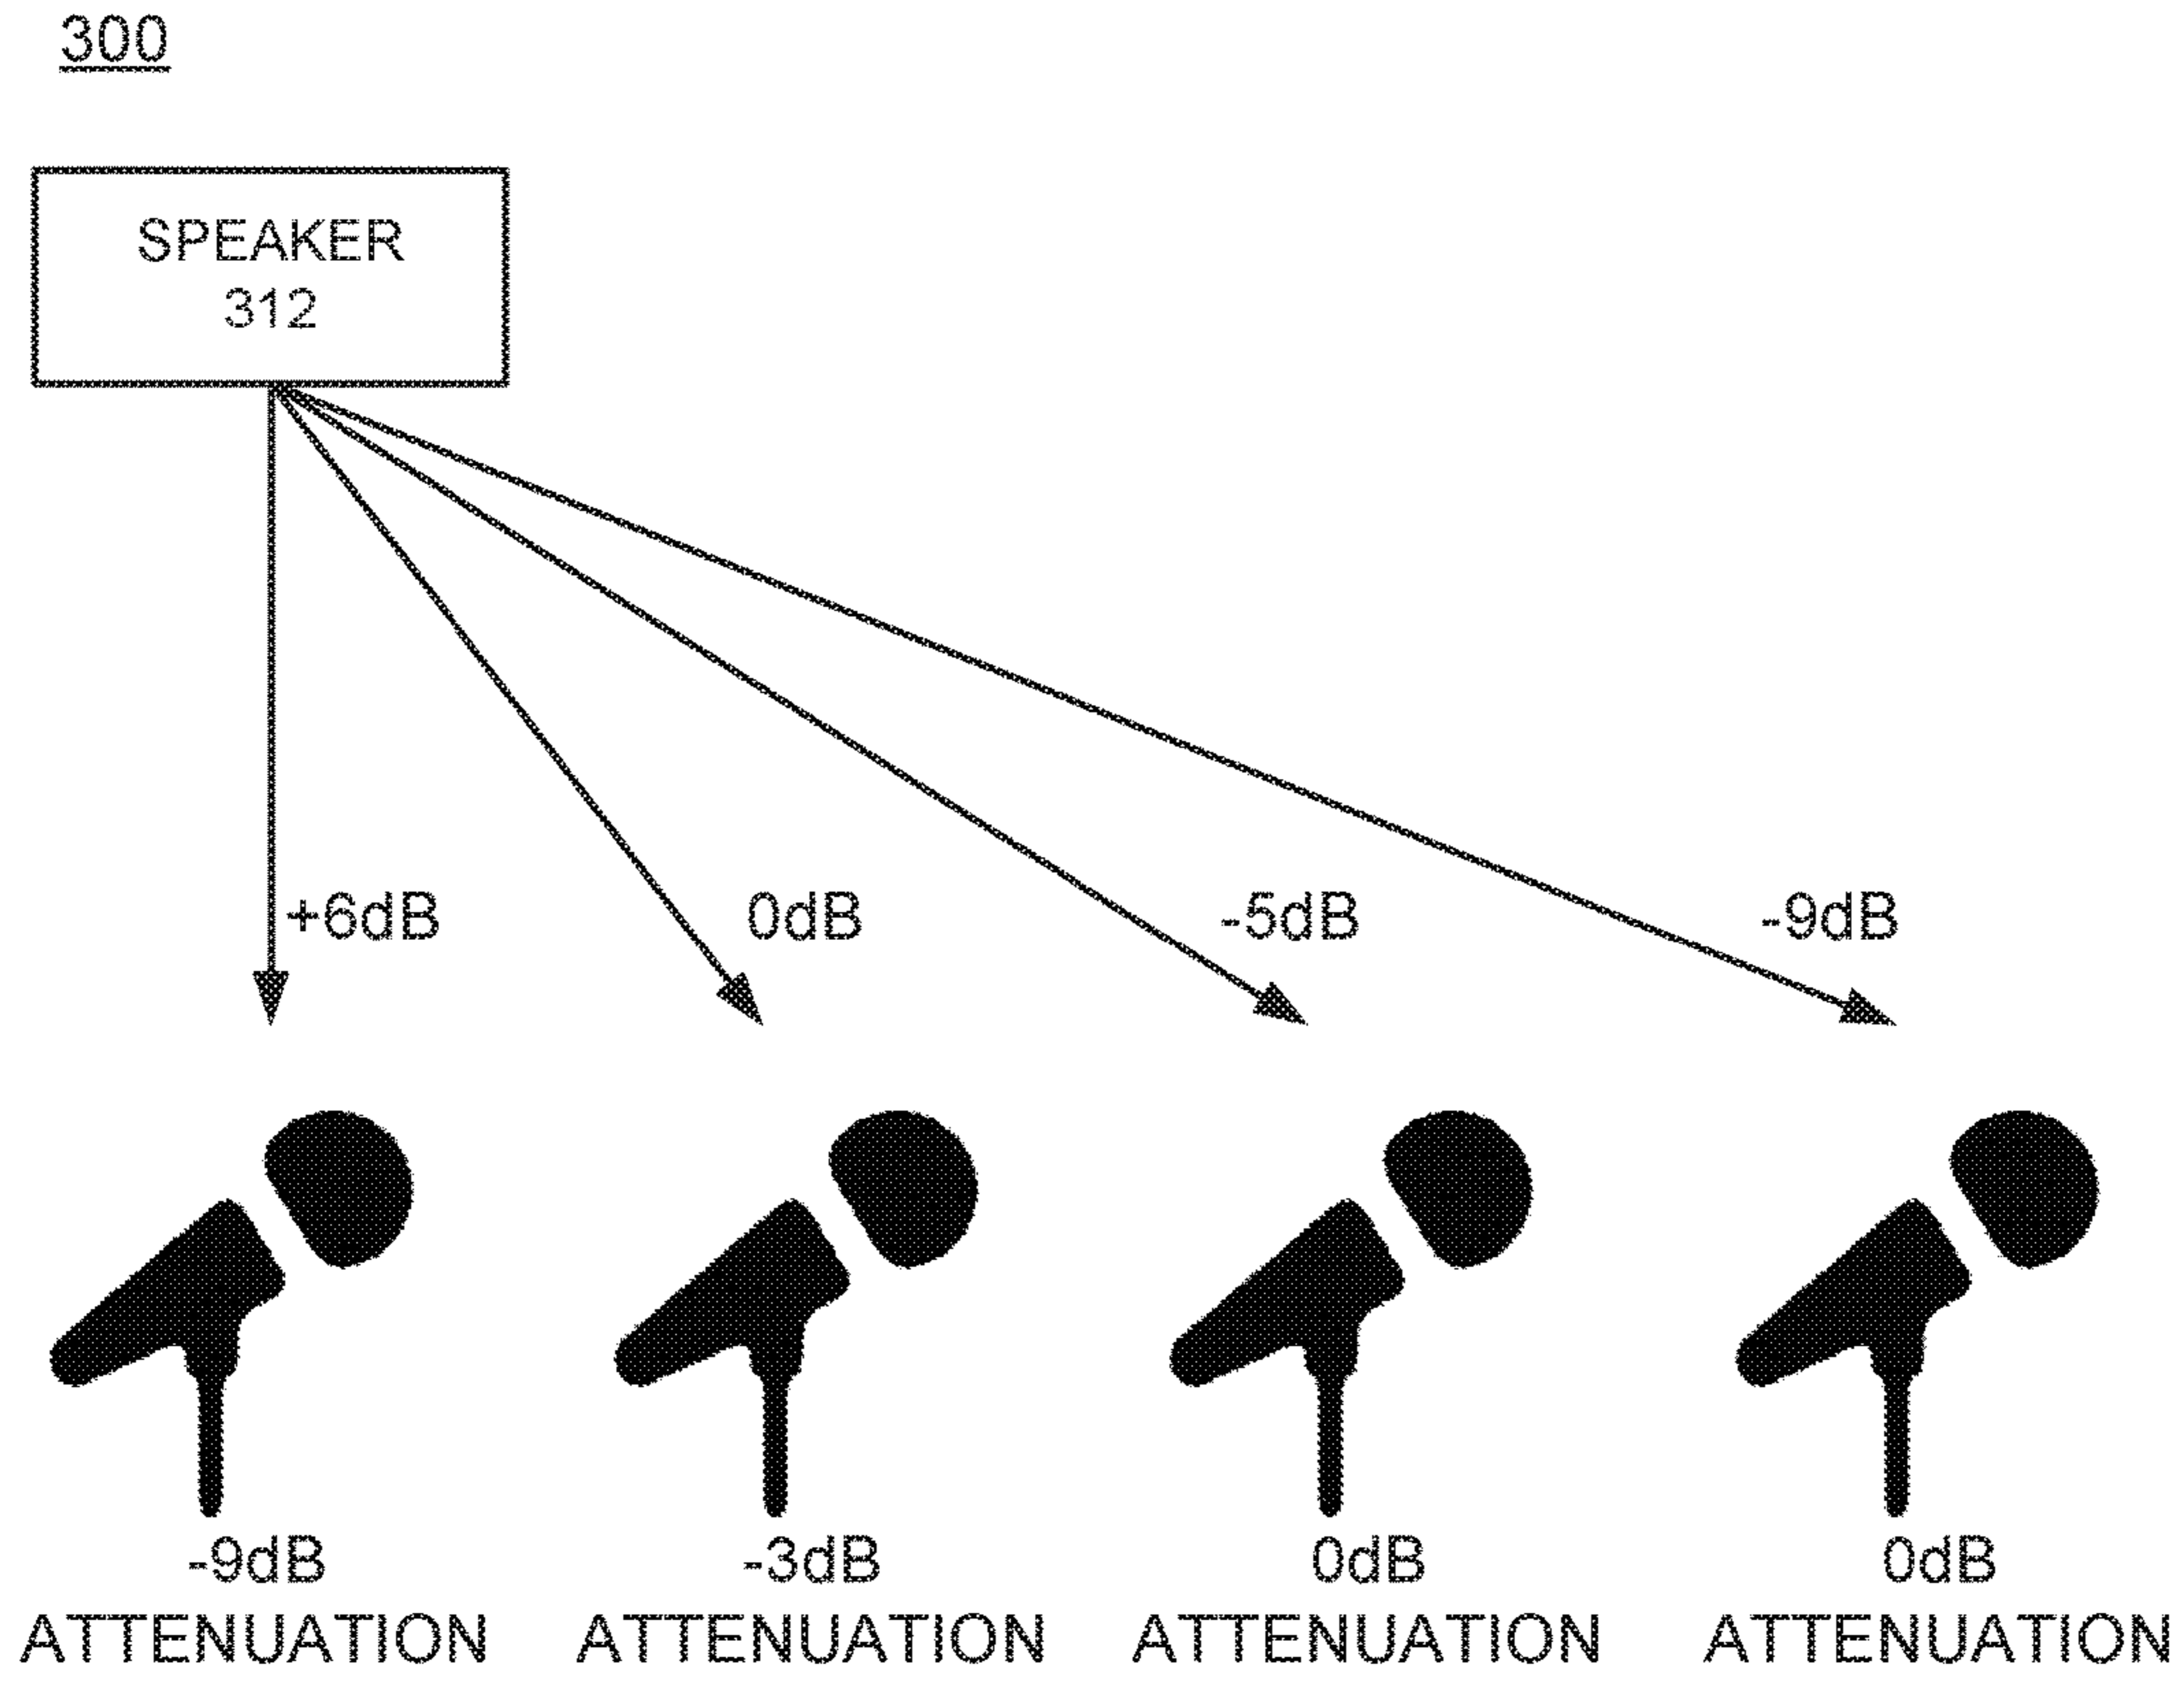 300
SPEAKER
312
+6dB 0dB -5dB -9dB
-9dB -3dB 0dB 0dB
ATTENUATION ATTENUATION ATTENUATION ATTENUATION